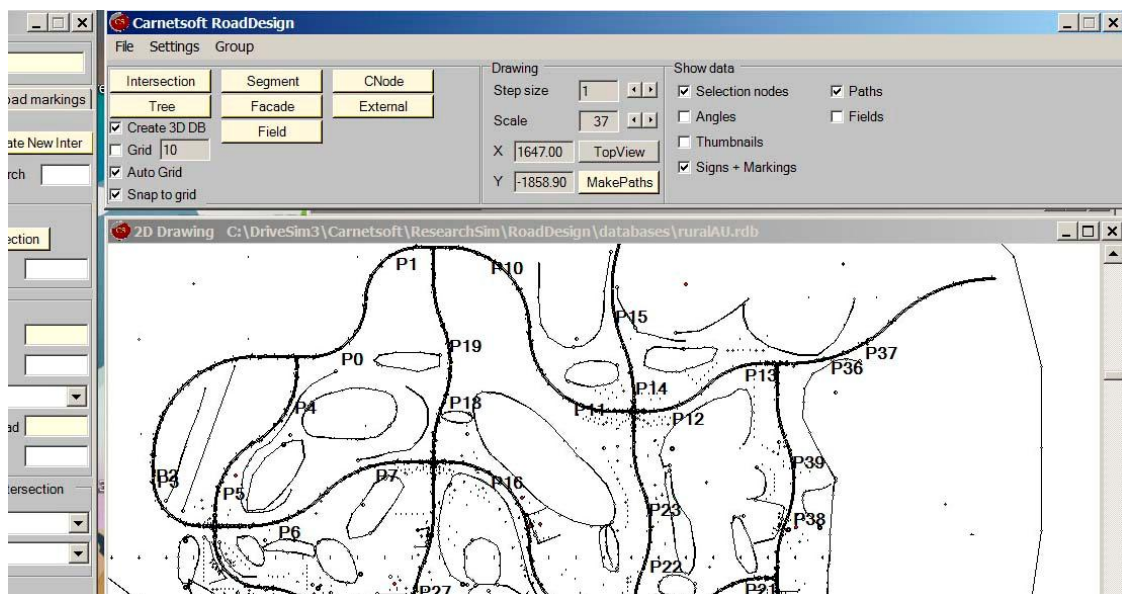 Carnetsoft RoadDesign
File Settings Group
Intersection Segment CNode
Tree Facade External
Create 3D DB Field
Grid 10
Auto Grid
Snap to grid
Drawing
Step size 1
Scale 37
X 1647.00 TopView
Y -1858.90 MakePaths
Show data
Selection nodes Paths
Angles Fields
Thumbnails
Signs + Markings
oad markings
ate New Inter
rch
ection
ad
tersection
2D Drawing C:\DriveSim3\Carnetsoft\ResearchSim\RoadDesign\databases\ruralAU.rdb
P1
P10
P15
P19
P0
P37
P36
P13
P14
P4
P18
P11
P12
P7
P16
P39
P5
P23
P38
P6
P22
P27
P21